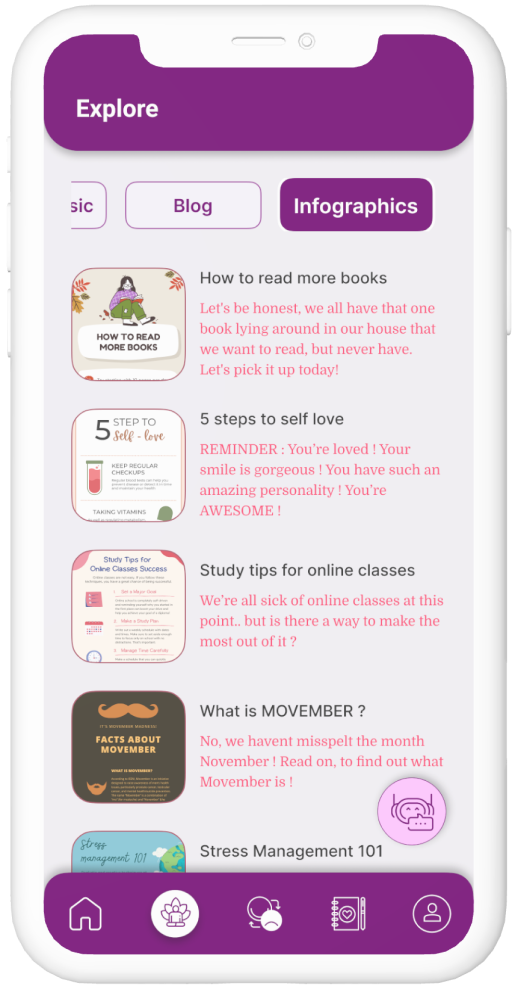 Explore
sic
Blog
Infographics
HOW TO READ
MORE BOOKS
How to read more books
Let's be honest, we all have that one
book lying around in our house that
we want to read, but never have.
Let's pick it up today!
5 STEP TO
Self - love
KEEP REGULAR
CHECKUPS
TAKING VITAMINS
5 steps to self love
REMINDER : You're loved ! Your
smile is gorgeous ! You have such an
amazing personality ! You're
AWESOME !
Study Tips for
Online Classes Success
1 Set a Major Goal
2 Make a Study Plan
3 Manage Time Carefully
Study tips for online classes
We're all sick of online classes at this
point.. but is there a way to make the
most out of it ?
IT'S MOVEMBER MADNESS!
FACTS ABOUT
MOVEMBER
WHAT IS MOVEMBER?
What is MOVEMBER ?
No, we havent misspelt the month
November ! Read on, to find out what
Movember is !
Stress
management 101
Stress Management 101